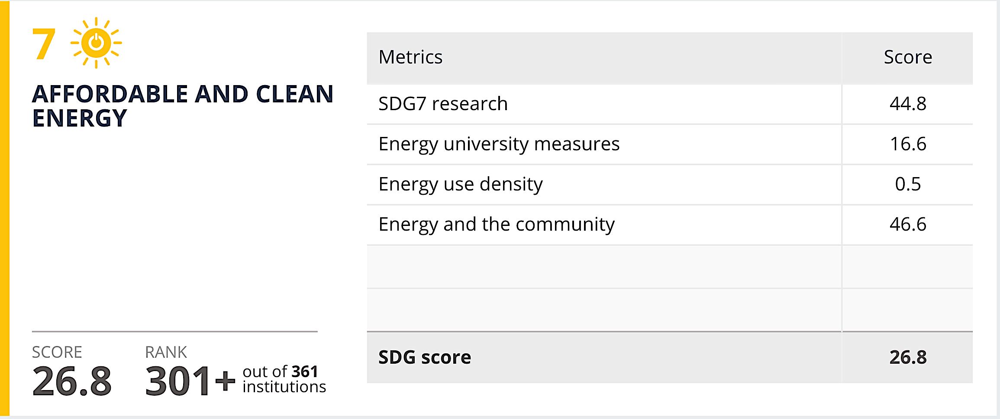 7
AFFORDABLE AND CLEAN
ENERGY
SCORE
26.8
RANK
301+ out of 361
institutions
Metrics Score
SDG7 research 44.8
Energy university measures 16.6
Energy use density 0.5
Energy and the community 46.6
SDG score 26.8